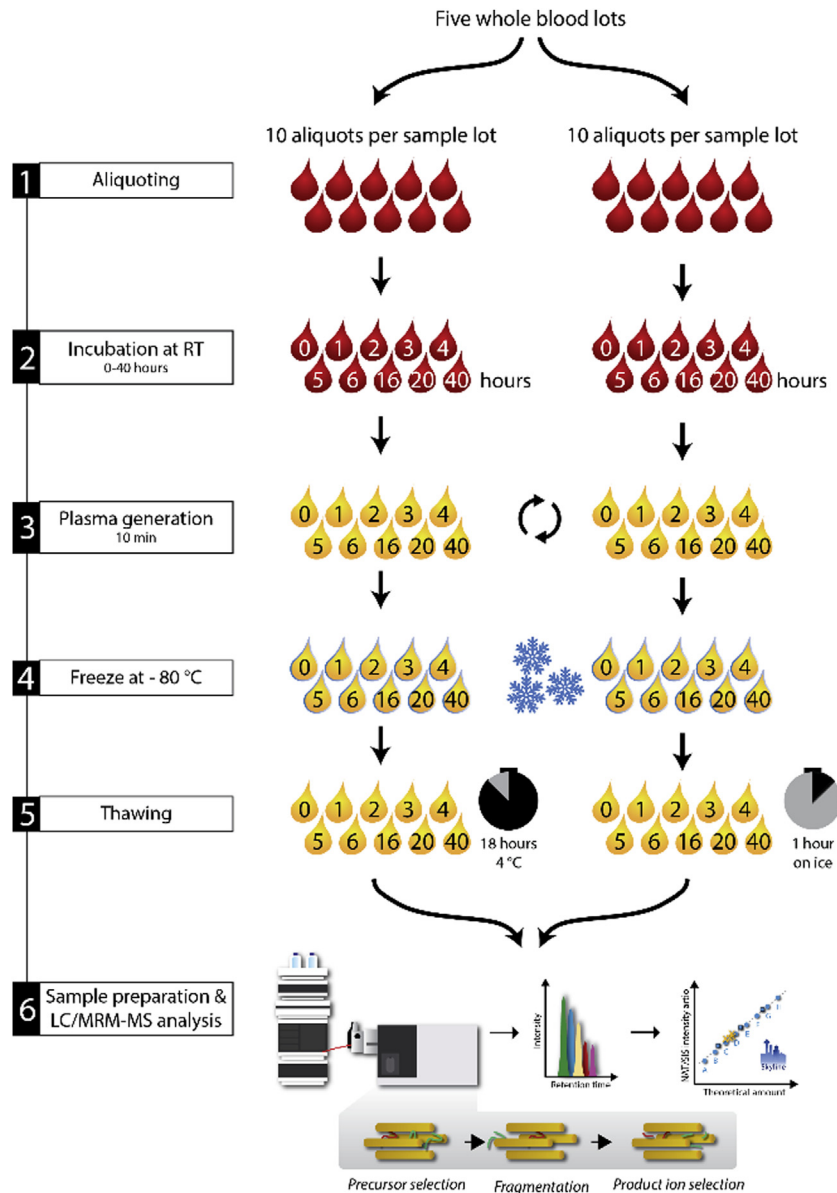 Five whole blood lots
10 aliquots per sample lot
10 aliquots per sample lot
1 Aliquoting
2 Incubation at RT
0-40 hours
0 1 2 3 4
5 6 16 20 40 hours
0 1 2 3 4
5 6 16 20 40 hours
3 Plasma generation
10 min
0 1 2 3 4
5 6 16 20 40
0 1 2 3 4
5 6 16 20 40
4 Freeze at - 80 °C
0 1 2 3 4
5 6 16 20 40
0 1 2 3 4
5 6 16 20 40
5 Thawing
0 1 2 3 4
5 6 16 20 40
18 hours
4 °C
0 1 2 3 4
5 6 16 20 40
1 hour
on ice
6 Sample preparation &
LC/MRM-MS analysis
Intensity
Retention time
NAT/SIS intensity artio
A B C D E F G H
Skyline
Theoretical amount
Precursor selection
Fragmentation
Product ion selection